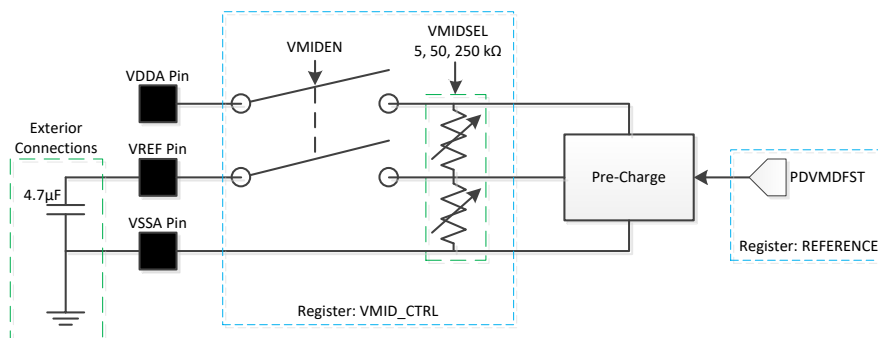 VMIDEN
VMIDSEL
5, 50, 250 kΩ
VDDA Pin
Exterior
Connections
VREF Pin
4.7µF
VSSA Pin
Pre-Charge
PDVMDFST
Register: REFERENCE
Register: VMID_CTRL